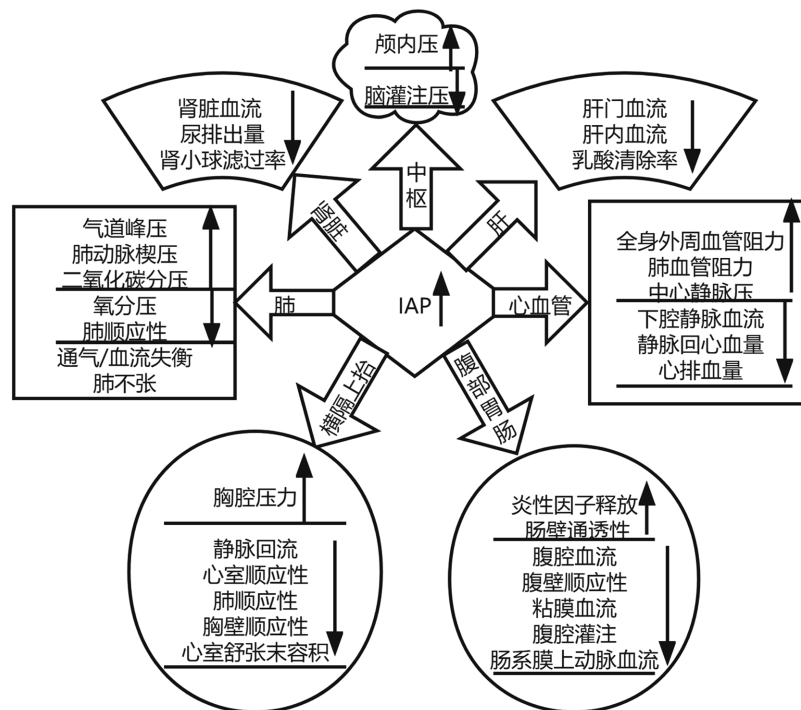 颅内压
脑灌注压
肾脏血流
尿排出量
肾小球滤过率
肝门血流
肝内血流
乳酸清除率
中枢
肾脏
肝
气道峰压
肺动脉楔压
二氧化碳分压
氧分压
肺顺应性
通气/血流失衡
肺不张
肺
IAP
心血管
全身外周血管阻力
肺血管阻力
中心静脉压
下腔静脉血流
静脉回心血量
心排血量
横隔上抬
腹部胃肠
胸腔压力
静脉回流
心室顺应性
肺顺应性
胸壁顺应性
心室舒张末容积
炎性因子释放
肠壁通透性
腹腔血流
腹壁顺应性
粘膜血流
腹腔灌注
肠系膜上动脉血流